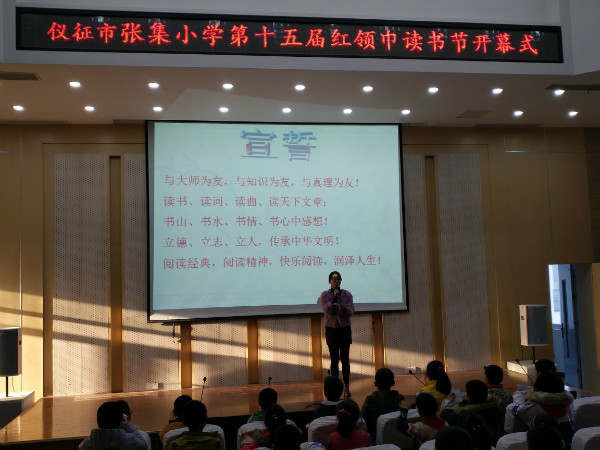 仪征市张集小学第十五届红领巾读书节开幕式
宣誓
与大师为友，与知识为友，与真理为友！
读书、读词、读曲、读天下文章；
书山、书水、书情、书心中感想！
立德、立志、立人，传承中华文明！
阅读经典，阅读精神，快乐阅读，润泽人生！